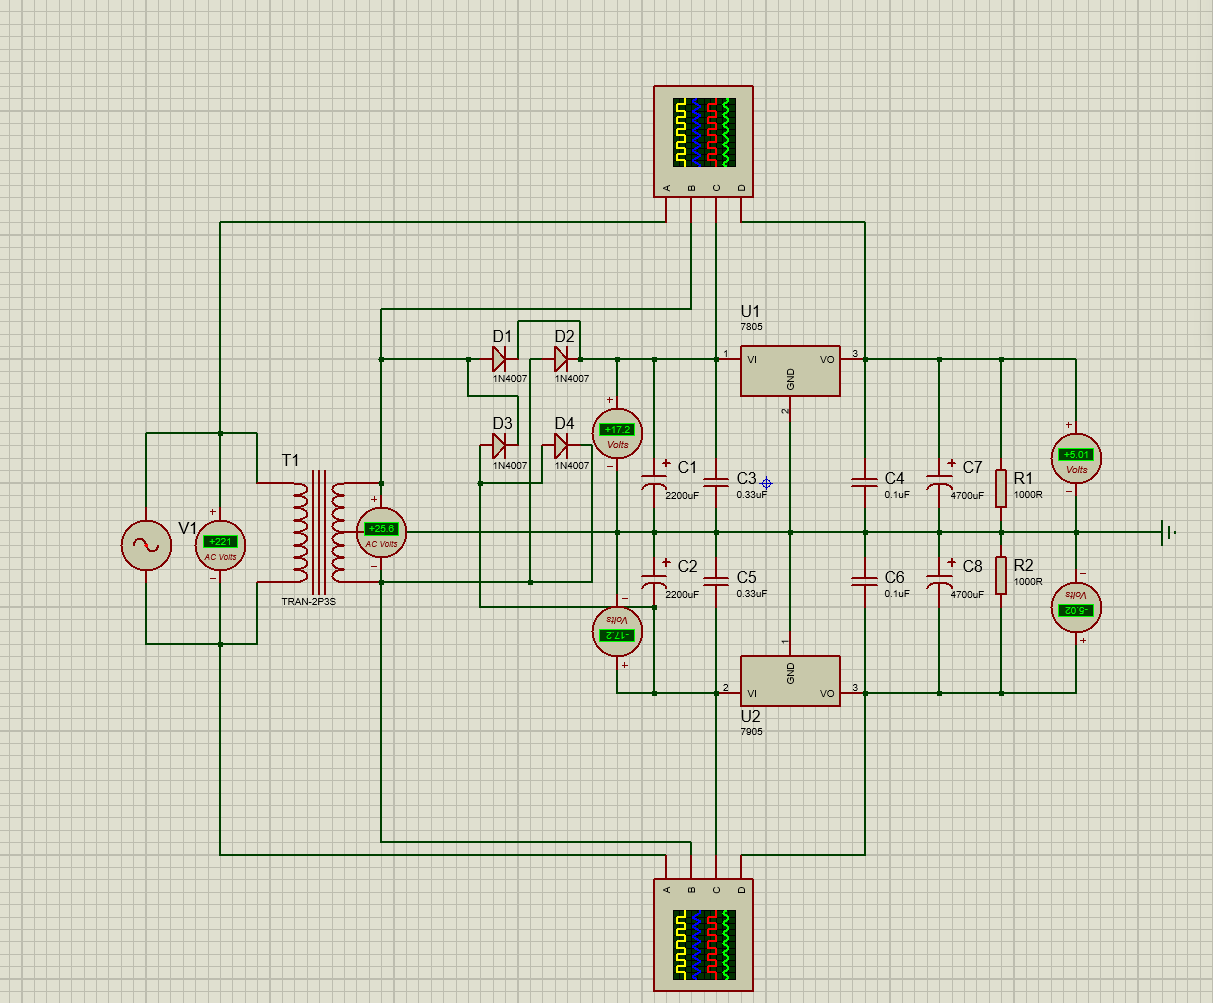 A B C D
U1
7805
D1
D2
1 VI VO 3
1N4007
1N4007
GND
2
+
+
D3
D4
+17.2
Volts
+5.01
Volts
1N4007
1N4007
T1
−
+ C1
C3
C4
+ C7
R1
2200uF
0.33uF
0.1uF
4700uF
1000R
−
+
+
V1
+221
AC Volts
+25.6
AC Volts
−
−
+ C2
C5
C6
+ C8
R2
2200uF
0.33uF
0.1uF
4700uF
1000R
−
TRAN-2P3S
−
Volts
-17.2
Volts
-5.02
+
+
1
GND
2 VI VO 3
U2
7905
A B C D